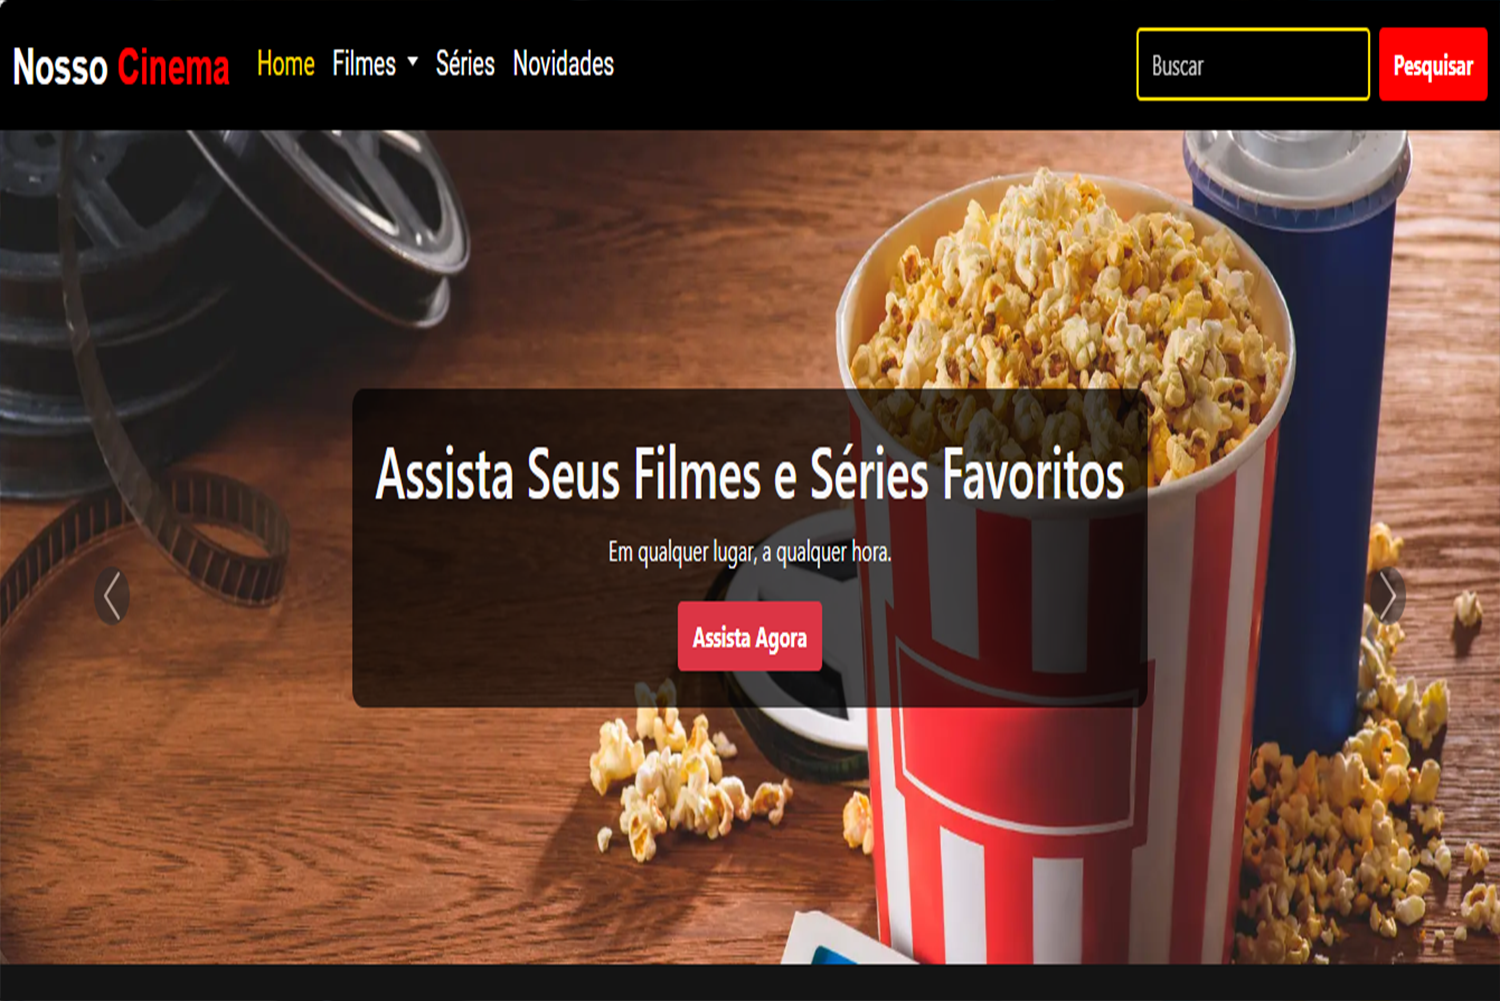 Nosso Cinema Home Filmes Séries Novidades Buscar Pesquisar
Assista Seus Filmes e Séries Favoritos
Em qualquer lugar, a qualquer hora.
Assista Agora